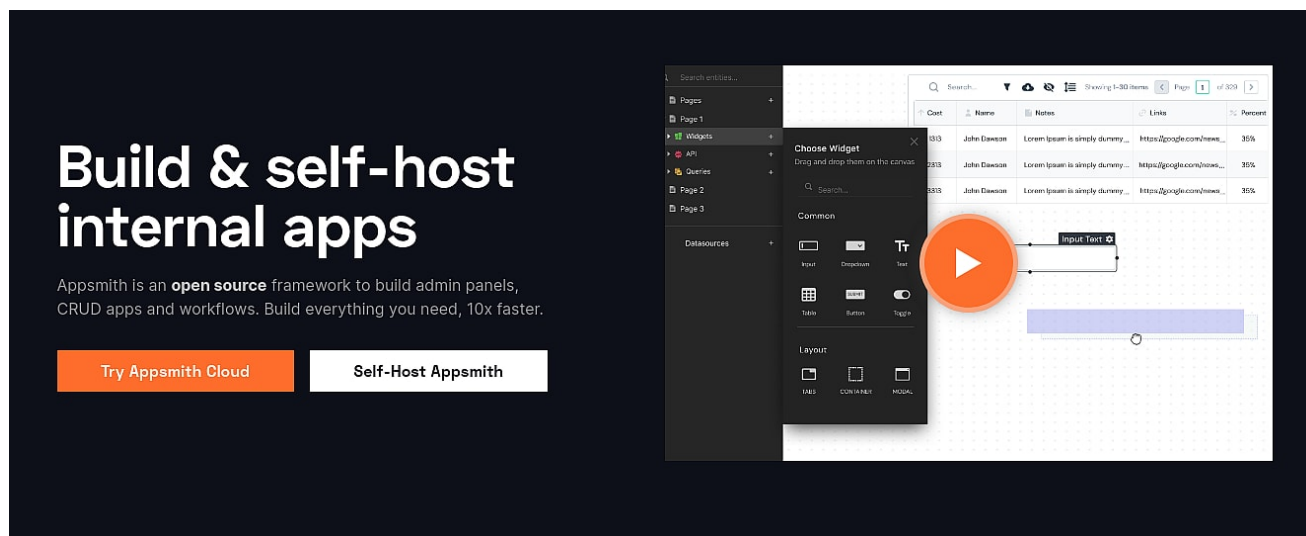 Build & self-host
internal apps
Appsmith is an open source framework to build admin panels,
CRUD apps and workflows. Build everything you need, 10x faster.
Try Appsmith Cloud
Self-Host Appsmith
Search entities...
Pages +
Page 1
Widgets +
API +
Queries +
Page 2
Page 3
Datasources +
Choose Widget
Drag and drop them on the canvas
Search...
Common
Input Dropdown Text
Table Button Toggle
Layout
TABS CONTAINER MODAL
Search... Showing 1-30 items Page 1 of 329
Cost Name Notes Links Percent
1313 John Dawson Lorem Ipsum is simply dummy... https://google.com/news... 35%
2313 John Dawson Lorem Ipsum is simply dummy... https://google.com/news... 35%
3313 John Dawson Lorem Ipsum is simply dummy... https://google.com/news... 35%
Input Text